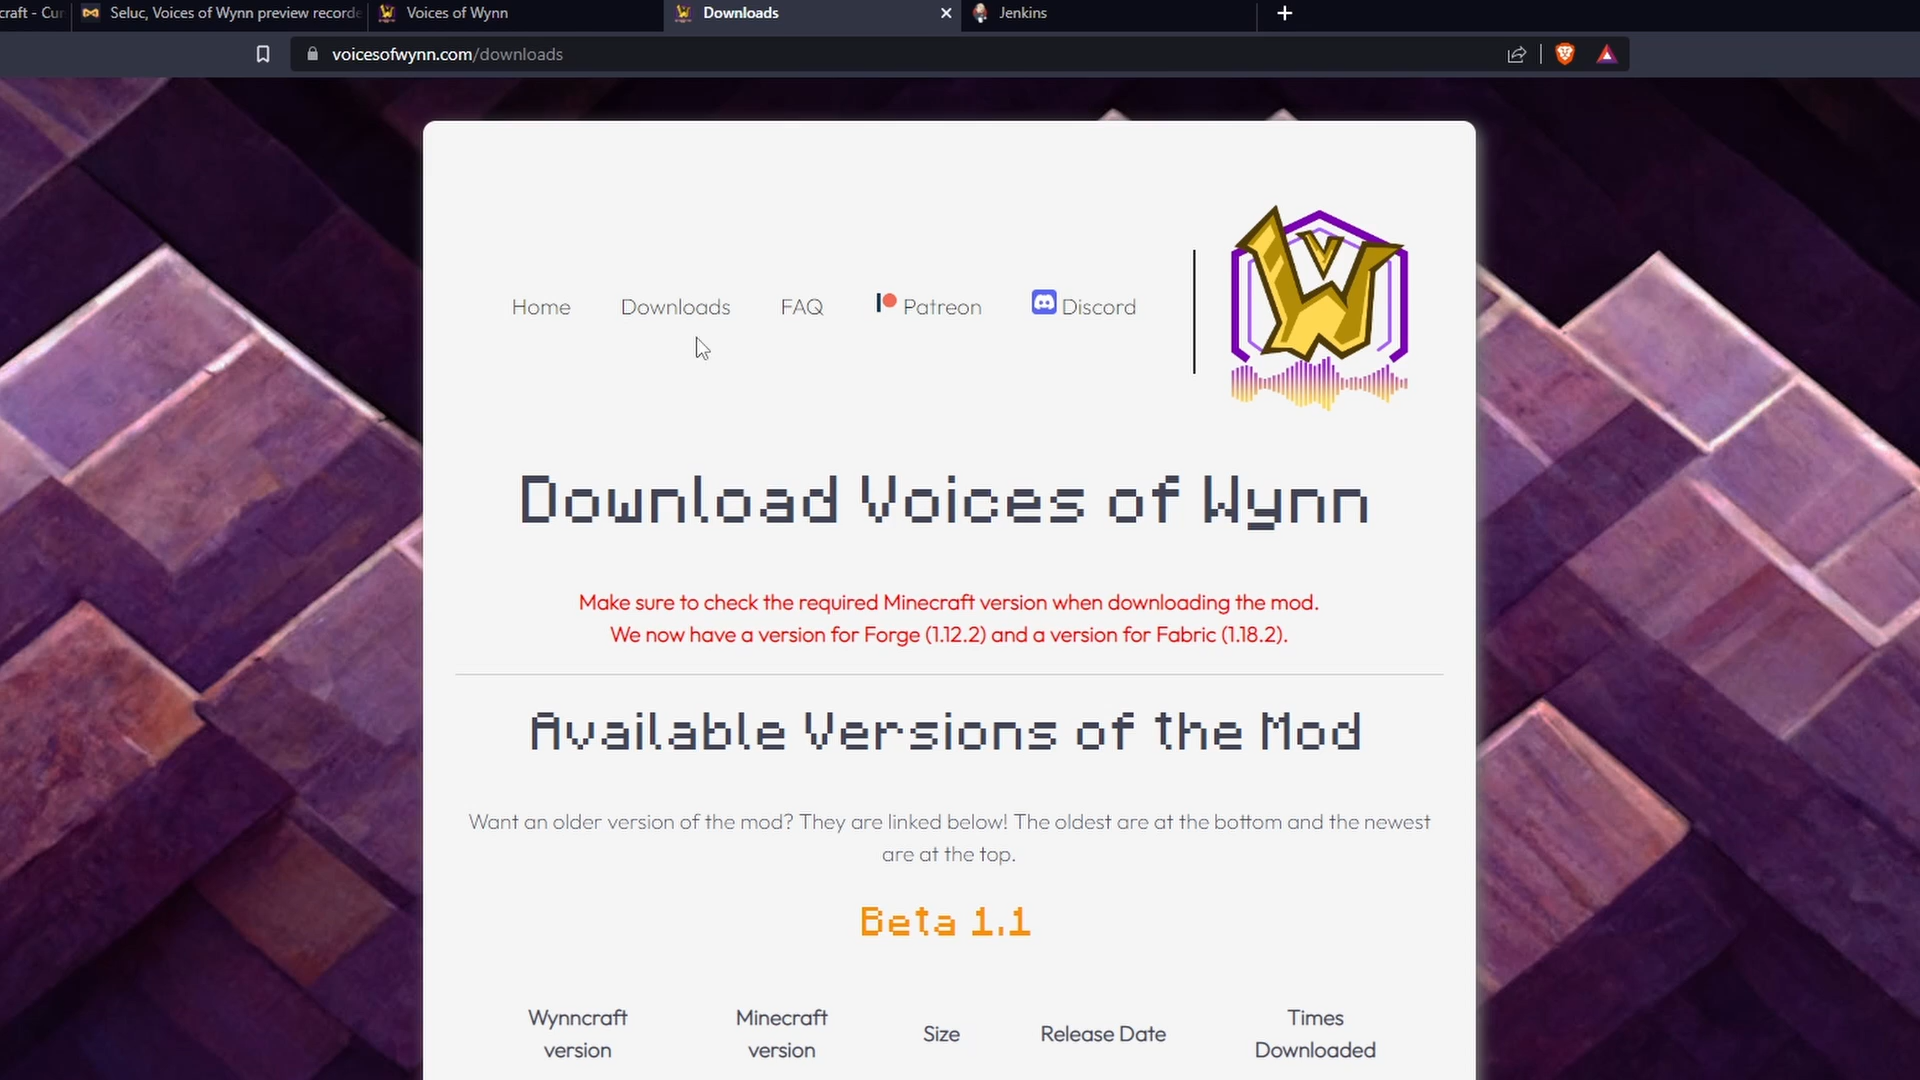 craft - Cur
Seluc, Voices of Wynn preview recorde
Voices of Wynn
Downloads
Jenkins
voicesofwynn.com/downloads
Home
Downloads
FAQ
Patreon
Discord
Download Voices of Wynn
Make sure to check the required Minecraft version when downloading the mod.
We now have a version for Forge (1.12.2) and a version for Fabric (1.18.2).
Available Versions of the Mod
Want an older version of the mod? They are linked below! The oldest are at the bottom and the newest
are at the top.
Beta 1.1
Wynncraft
version
Minecraft
version
Size
Release Date
Times
Downloaded